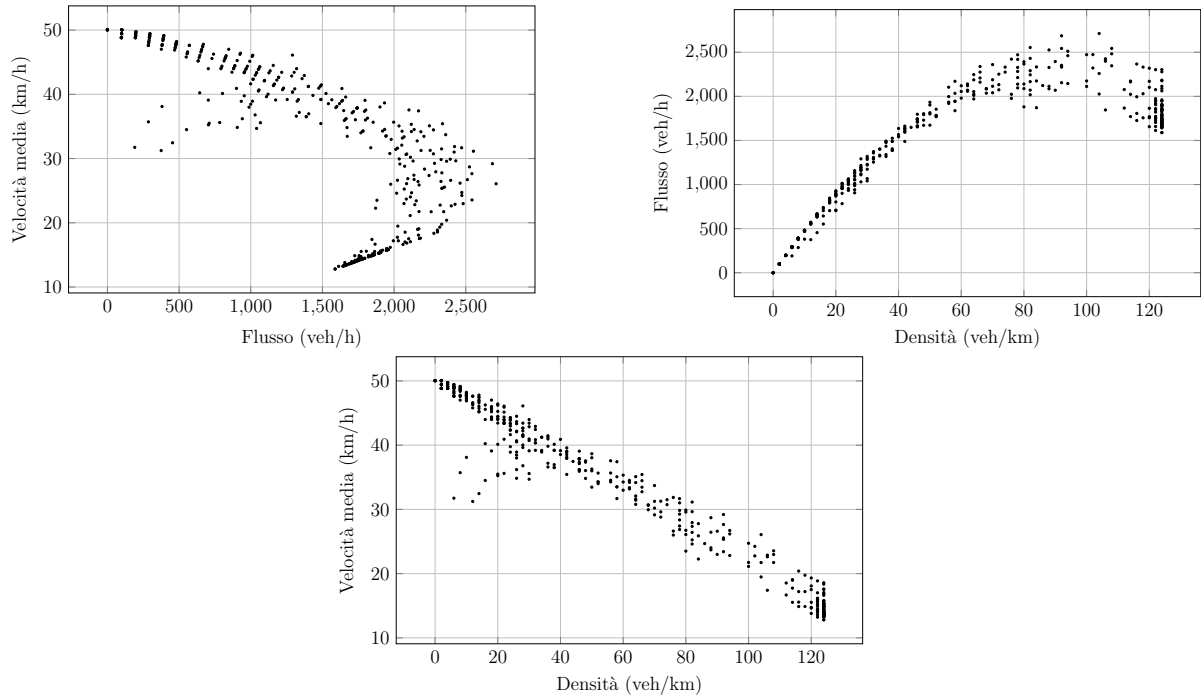 50
40
30
20
10
0 500 1,000 1,500 2,000 2,500
Velocità media (km/h)
Flusso (veh/h)
2,500
2,000
1,500
1,000
500
0
0 20 40 60 80 100 120
Flusso (veh/h)
Densità (veh/km)
50
40
30
20
10
0 20 40 60 80 100 120
Velocità media (km/h)
Densità (veh/km)